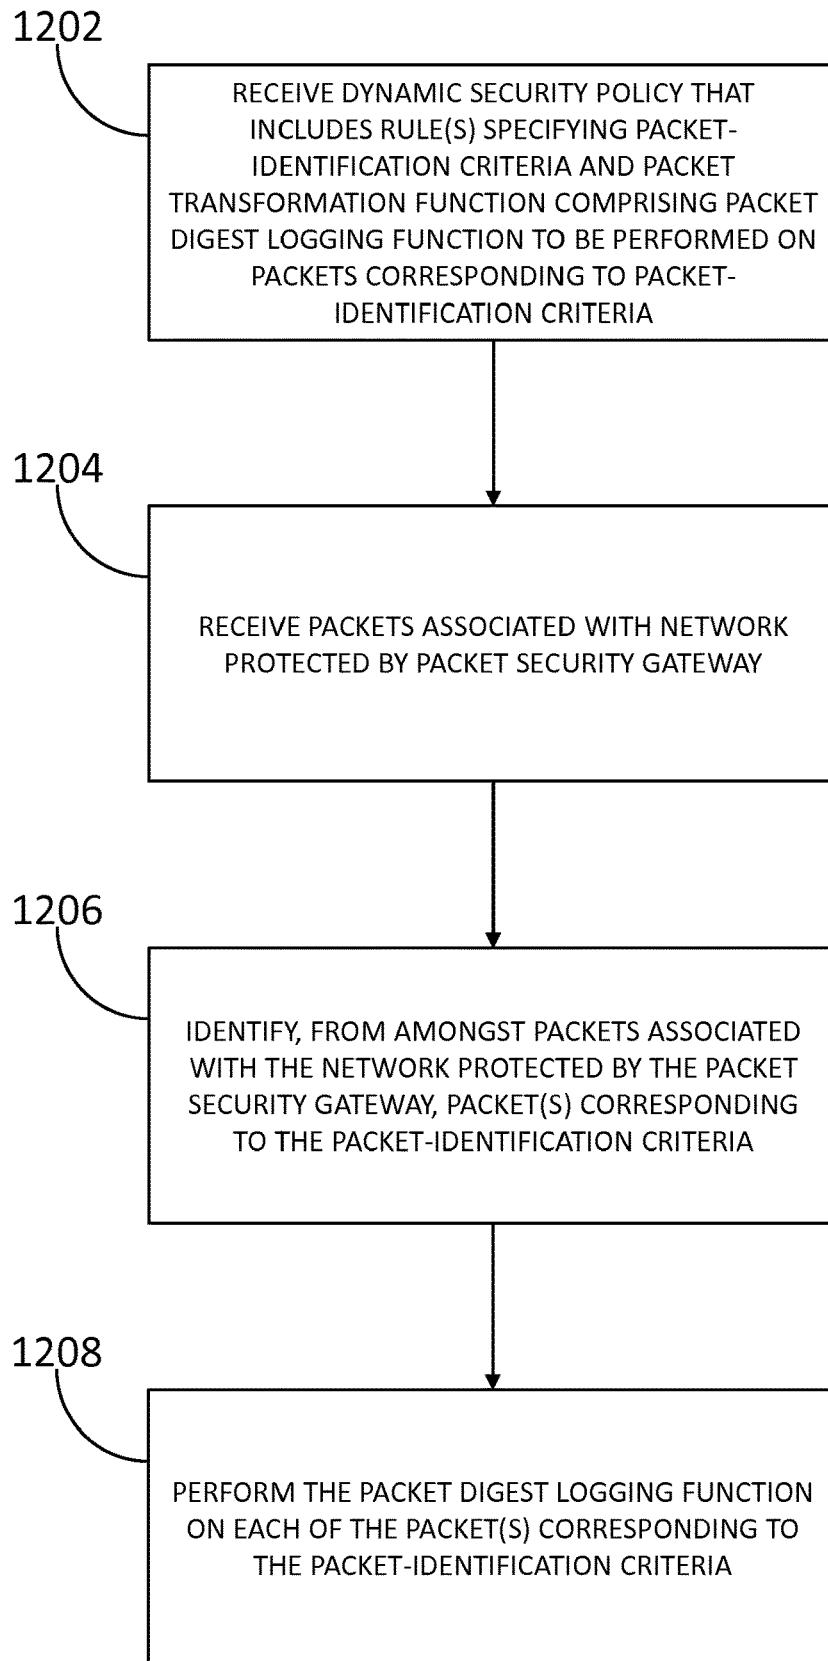 1202
RECEIVE DYNAMIC SECURITY POLICY THAT
INCLUDES RULE(S) SPECIFYING PACKET-
IDENTIFICATION CRITERIA AND PACKET
TRANSFORMATION FUNCTION COMPRISING PACKET
DIGEST LOGGING FUNCTION TO BE PERFORMED ON
PACKETS CORRESPONDING TO PACKET-
IDENTIFICATION CRITERIA
1204
RECEIVE PACKETS ASSOCIATED WITH NETWORK
PROTECTED BY PACKET SECURITY GATEWAY
1206
IDENTIFY, FROM AMONGST PACKETS ASSOCIATED
WITH THE NETWORK PROTECTED BY THE PACKET
SECURITY GATEWAY, PACKET(S) CORRESPONDING
TO THE PACKET-IDENTIFICATION CRITERIA
1208
PERFORM THE PACKET DIGEST LOGGING FUNCTION
ON EACH OF THE PACKET(S) CORRESPONDING TO
THE PACKET-IDENTIFICATION CRITERIA